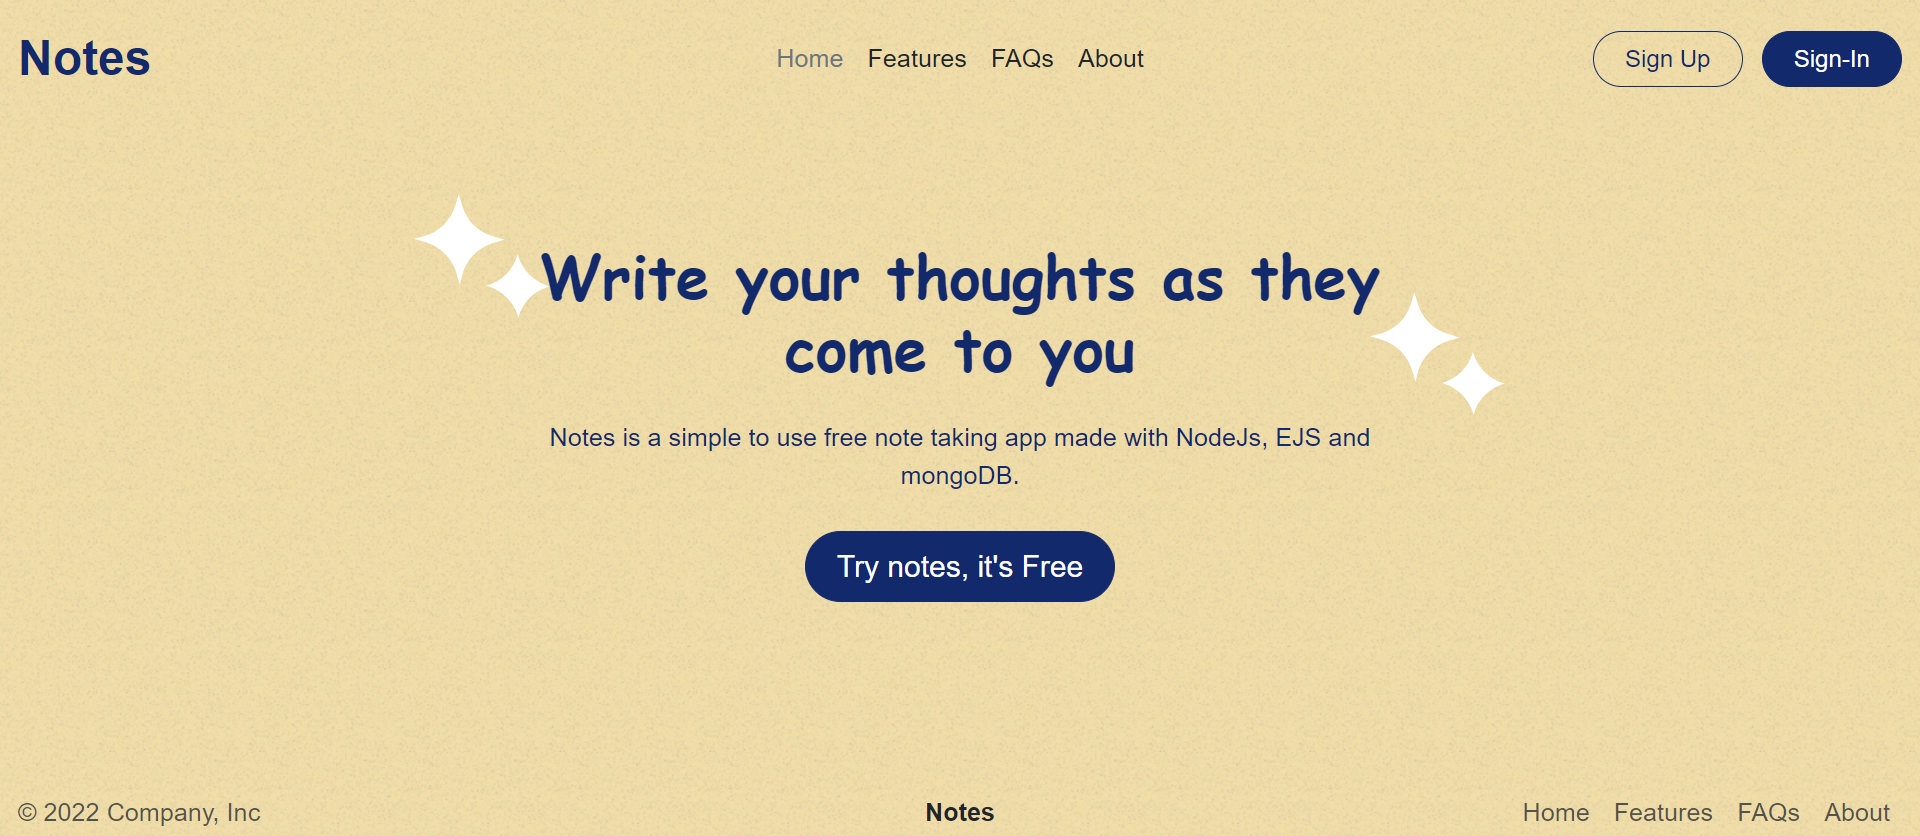 Notes
Home Features FAQs About
Sign Up Sign-In
Write your thoughts as they
come to you
Notes is a simple to use free note taking app made with NodeJs, EJS and
mongoDB.
Try notes, it's Free
© 2022 Company, Inc
Notes
Home Features FAQs About